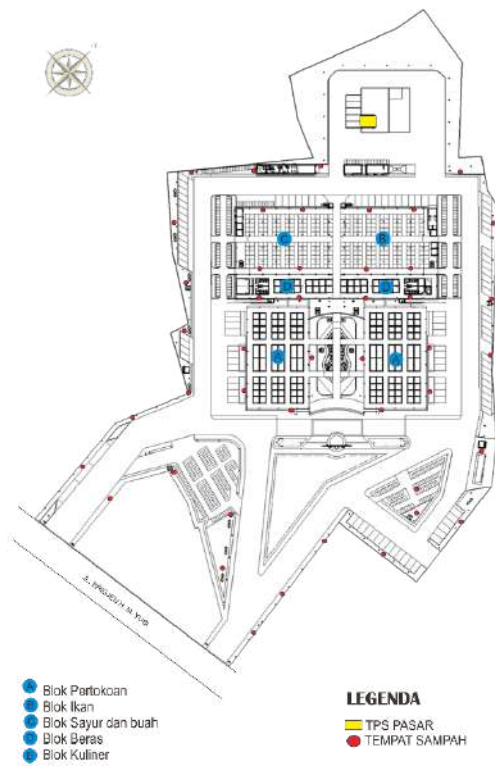 C
B
D
D
A
A
A Blok Pertokoan
B Blok Ikan
C Blok Sayur dan buah
D Blok Beras
E Blok Kuliner
LEGENDA
TPS PASAR
TEMPAT SAMPAH